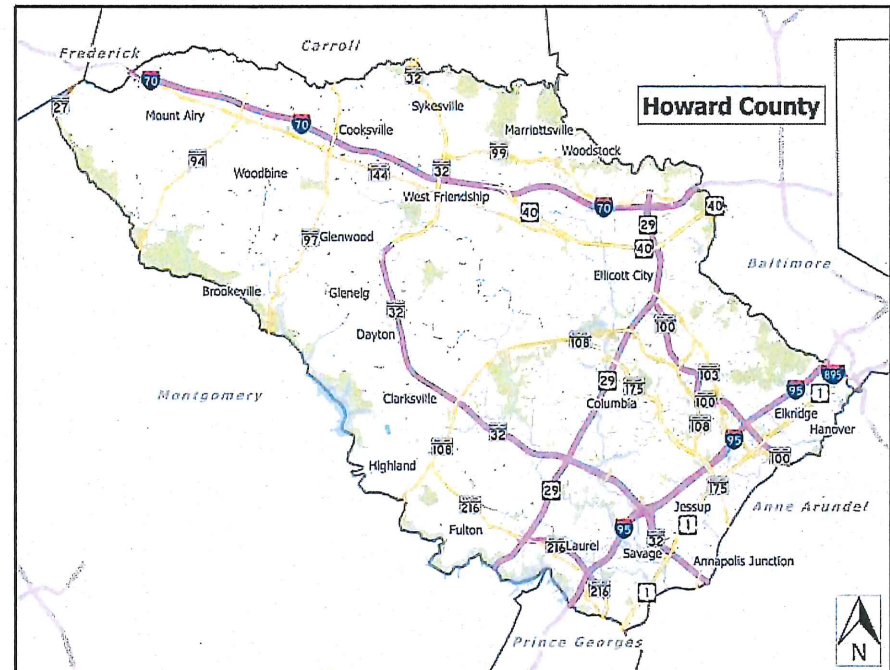 Frederick
Carroll
32
70
Sykesville
27
Howard County
Mount Airy
70
Cooksville
Marriottsville
99
Woodstock
94
Woodbine
144
32
West Friendship
70
40
40
29
97
Glenwood
40
Baltimore
Ellicott City
Brookeville
Glenelg
32
Dayton
100
108
Montgomery
29
175
103
895
95
1
Clarksville
Columbia
100
Elkridge
108
Hanover
95
32
108
100
Highland
175
29
216
Jessup
Anne Arundel
1
Fulton
95
216
Laurel
32
Savage
Annapolis Junction
216
1
Prince Georges
N